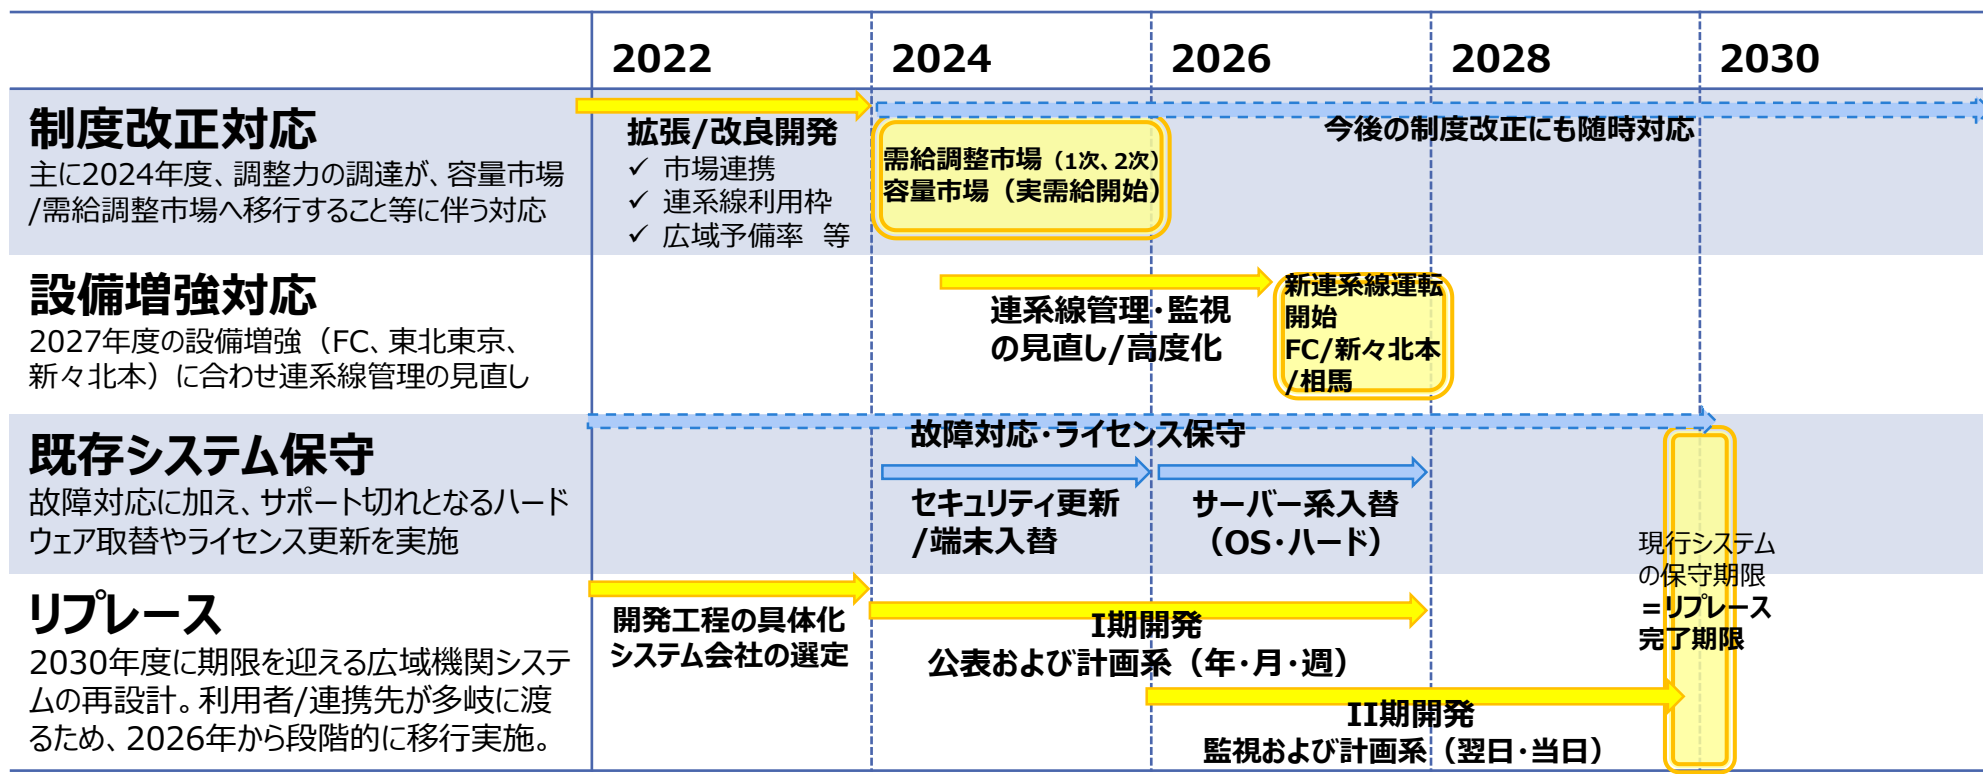 2022
2024
2026
2028
2030
制度改正対応
主に2024年度、調整力の調達が、容量市場
/需給調整市場へ移行すること等に伴う対応
拡張/改良開発
✓ 市場連携
✓ 連系線利用枠
✓ 広域予備率 等
今後の制度改正にも随時対応
需給調整市場（1次、2次）
容量市場（実需給開始）
設備増強対応
2027年度の設備増強（FC、東北東京、
新々北本）に合わせ連系線管理の見直し
連系線管理・監視
の見直し/高度化
新連系線運転
開始
FC/新々北本
/相馬
既存システム保守
故障対応に加え、サポート切れとなるハード
ウェア取替やライセンス更新を実施
故障対応・ライセンス保守
セキュリティ更新
/端末入替
サーバー系入替
（OS・ハード）
現行システム
の保守期限
＝リプレース
完了期限
リプレース
2030年度に期限を迎える広域機関システ
ムの再設計。利用者/連携先が多岐に渡
るため、2026年から段階的に移行実施。
開発工程の具体化
システム会社の選定
I期開発
公表および計画系（年・月・週）
II期開発
監視および計画系（翌日・当日）